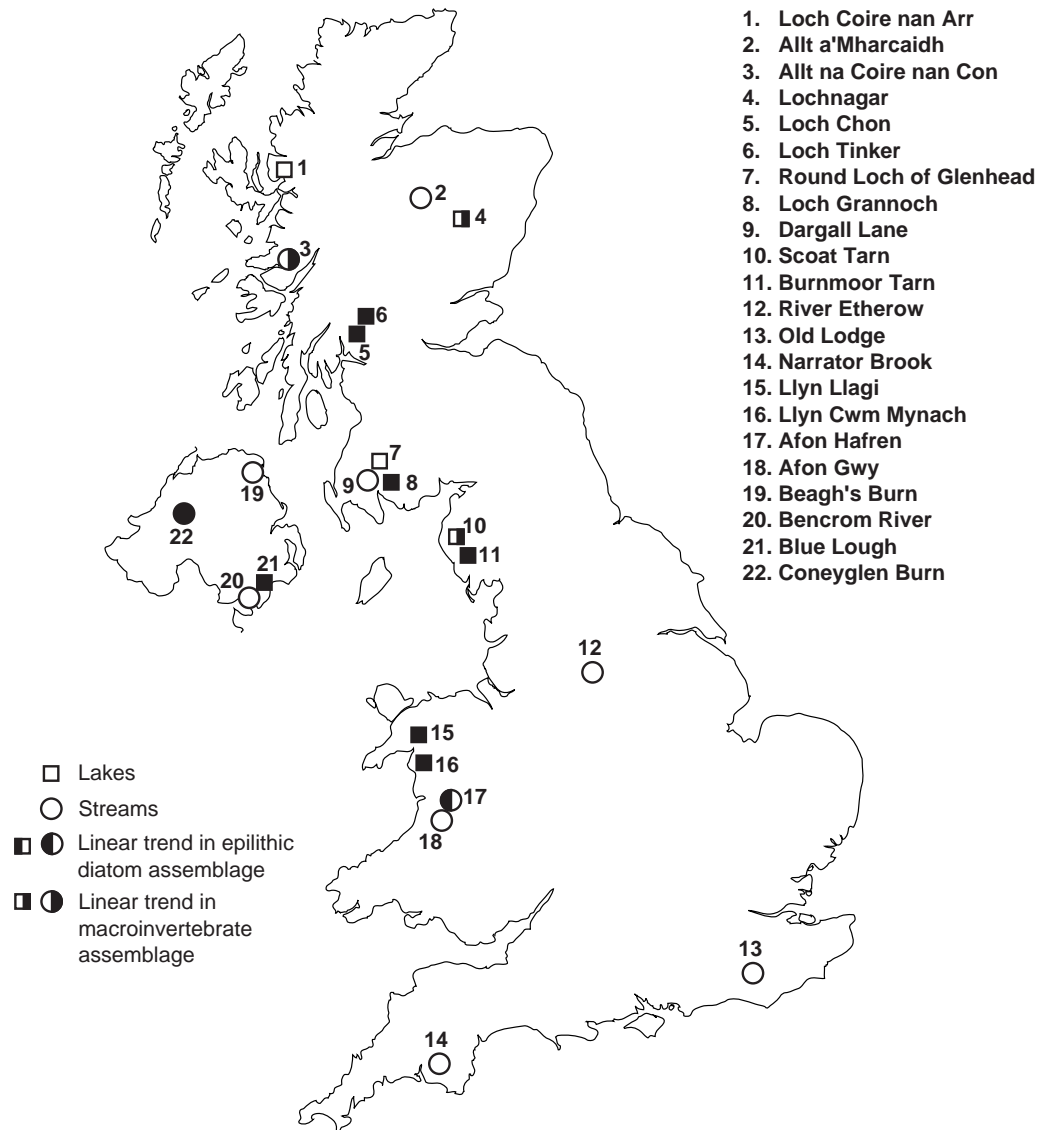 1. Loch Coire nan Arr
2. Allt a'Mharcaidh
3. Allt na Coire nan Con
4. Lochnagar
5. Loch Chon
6. Loch Tinker
7. Round Loch of Glenhead
8. Loch Grannoch
9. Dargall Lane
10. Scoat Tarn
11. Burnmoor Tarn
12. River Etherow
13. Old Lodge
14. Narrator Brook
15. Llyn Llagi
16. Llyn Cwm Mynach
17. Afon Hafren
18. Afon Gwy
19. Beagh's Burn
20. Bencrom River
21. Blue Lough
22. Coneyglen Burn
1
2
4
3
6
5
7
9
8
19
22
10
11
21
20
12
15
16
17
18
13
14
Lakes
Streams
Linear trend in epilithic
diatom assemblage
Linear trend in
macroinvertebrate
assemblage